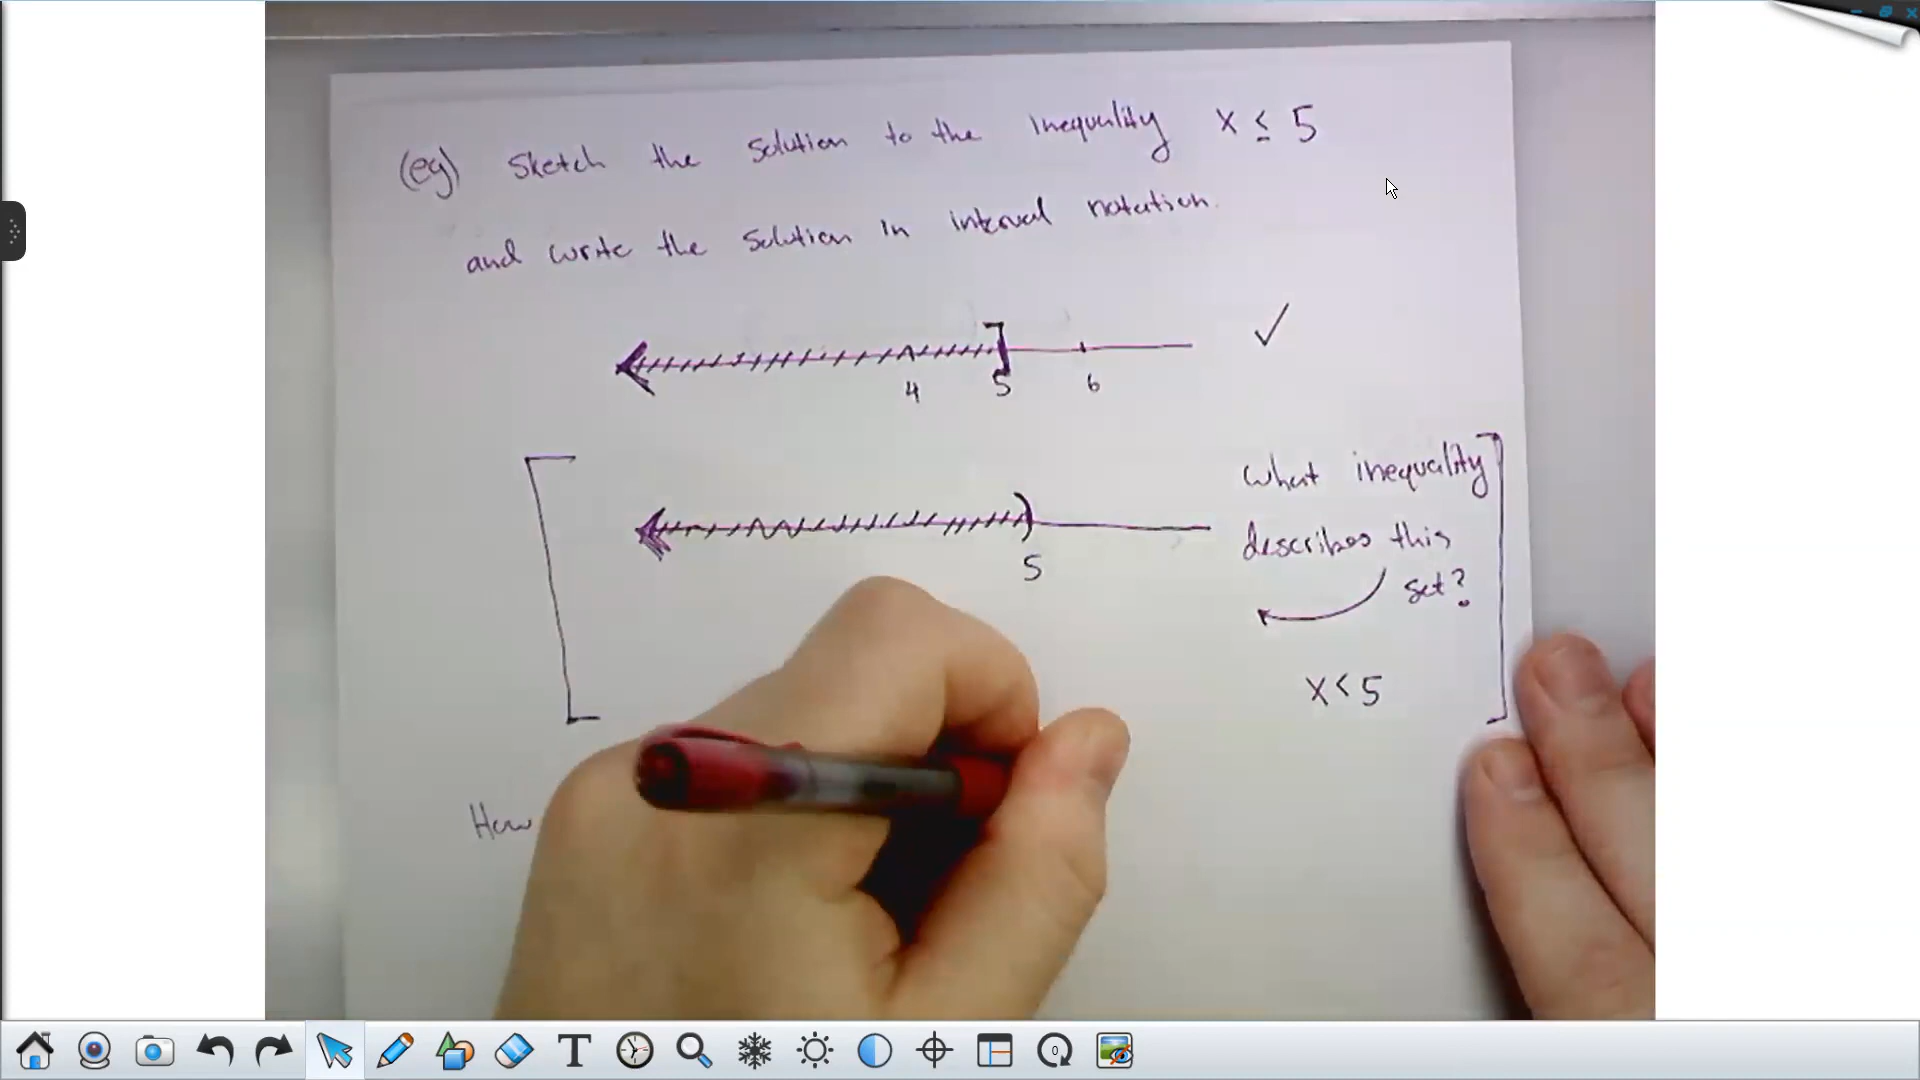 (eg) Sketch the solution to the inequality x ≤ 5
and write the solution in interval notation.
4 5 6 ✓
5
What inequality
describes this
set?
x < 5
How
T
0